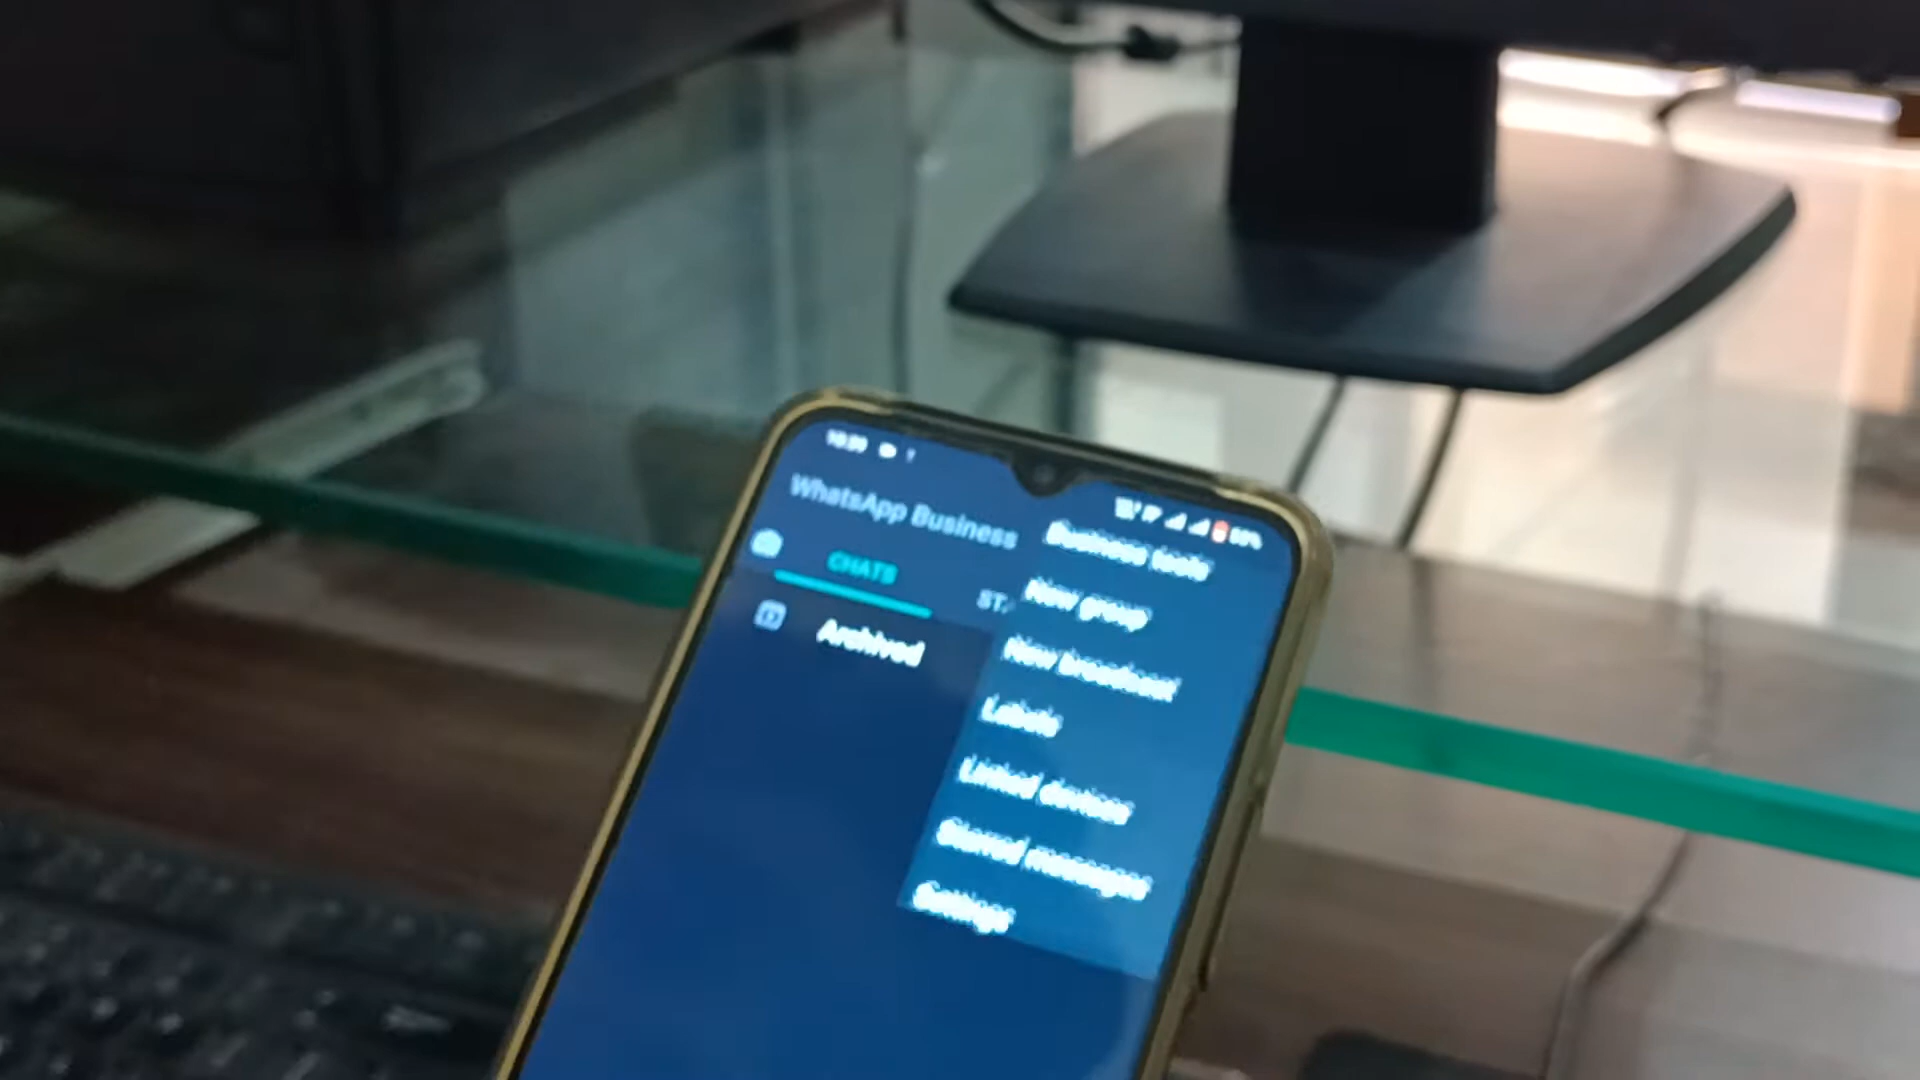 WhatsApp Business
Business tools
CHATS
New group
Archived
New broadcast
Labels
Linked devices
Starred messages
Settings